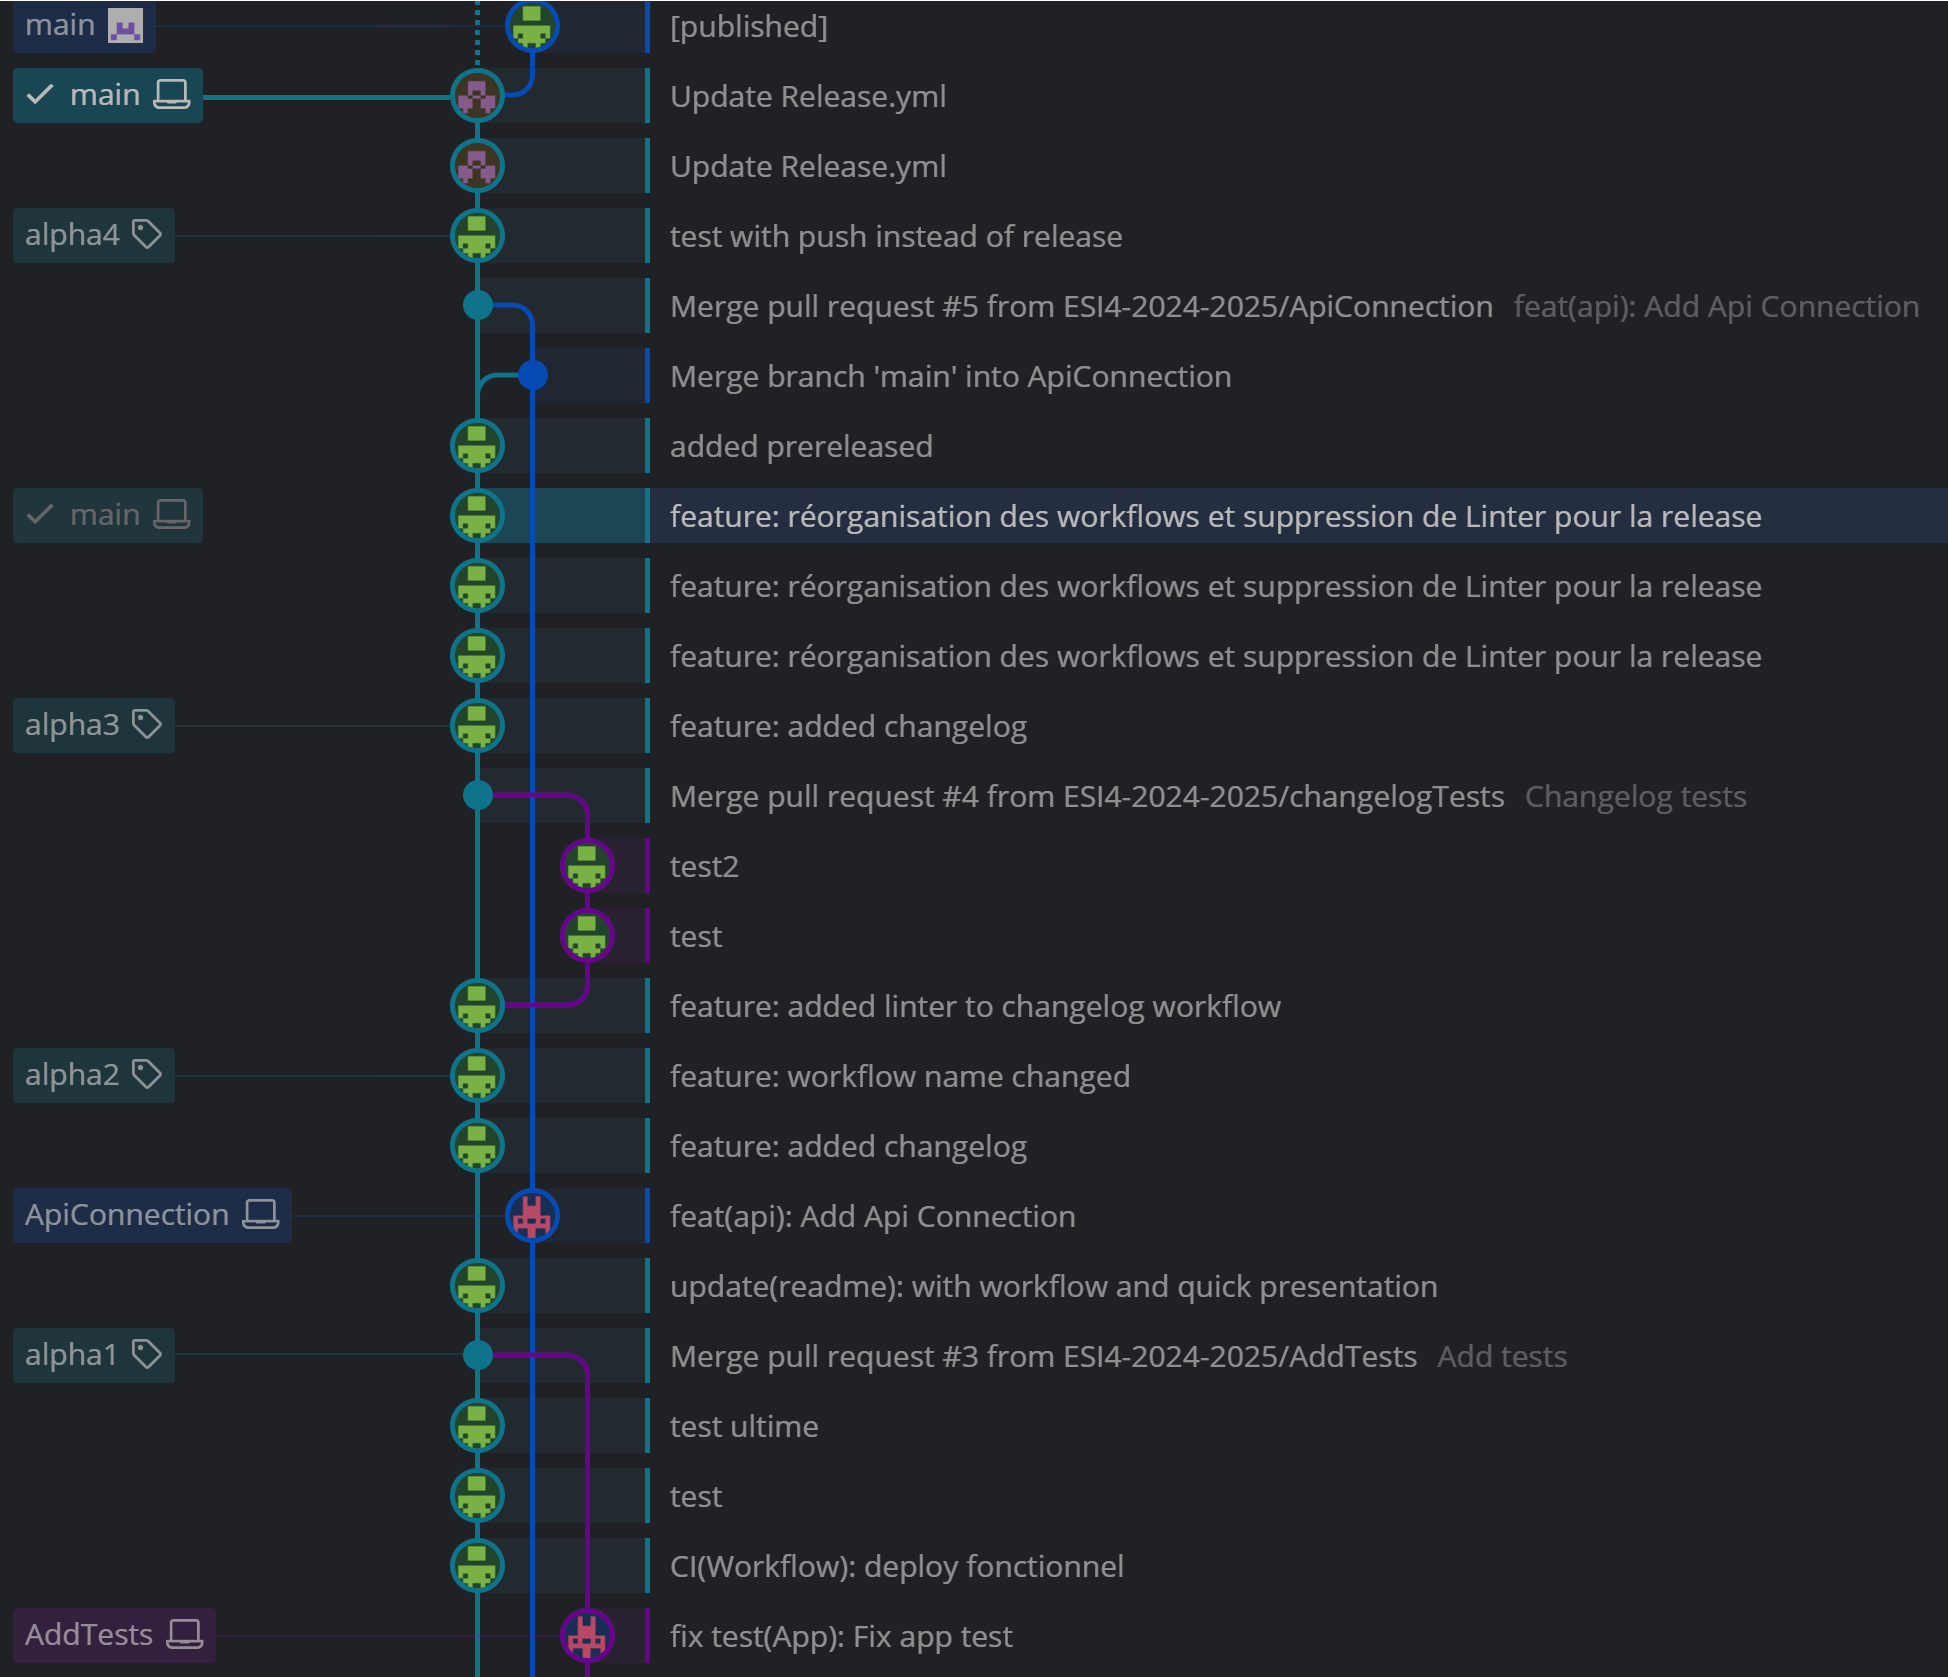 main [published]
main Update Release.yml
Update Release.yml
alpha4 test with push instead of release
Merge pull request #5 from ESI4-2024-2025/ApiConnection feat(api): Add Api Connection
Merge branch 'main' into ApiConnection
added prereleased
main feature: réorganisation des workflows et suppression de Linter pour la release
feature: réorganisation des workflows et suppression de Linter pour la release
feature: réorganisation des workflows et suppression de Linter pour la release
alpha3 feature: added changelog
Merge pull request #4 from ESI4-2024-2025/changelogTests Changelog tests
test2
test
feature: added linter to changelog workflow
alpha2 feature: workflow name changed
feature: added changelog
ApiConnection feat(api): Add Api Connection
update(readme): with workflow and quick presentation
alpha1 Merge pull request #3 from ESI4-2024-2025/AddTests Add tests
test ultime
test
CI(Workflow): deploy fonctionnel
AddTests fix test(App): Fix app test